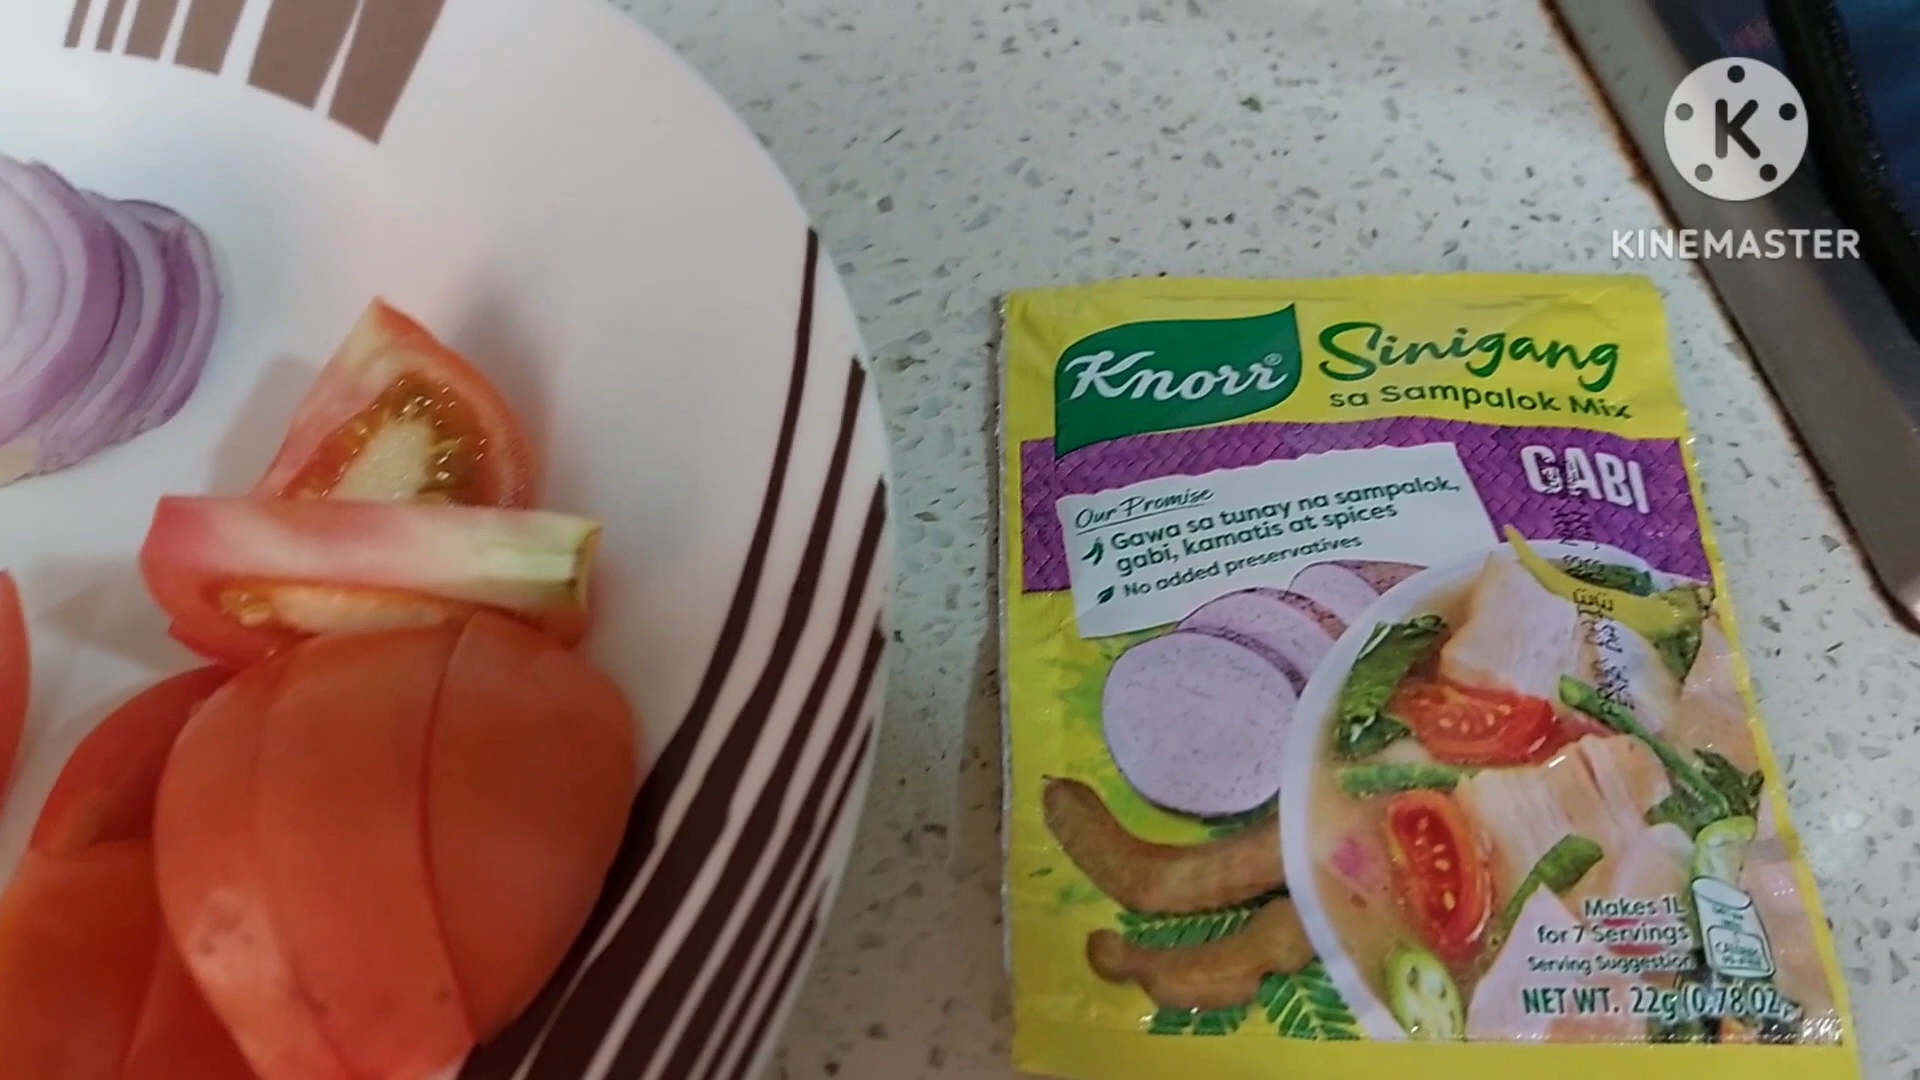 K
KINEMASTER
Knorr®
Sinigang
sa Sampalok Mix
GABI
Our Promise
Gawa sa tunay na sampalok,
gabi, kamatis at spices
No added preservatives
Makes 1L
for 7 Servings
Serving Suggestion
NET WT. 22g (0.78 OZ.